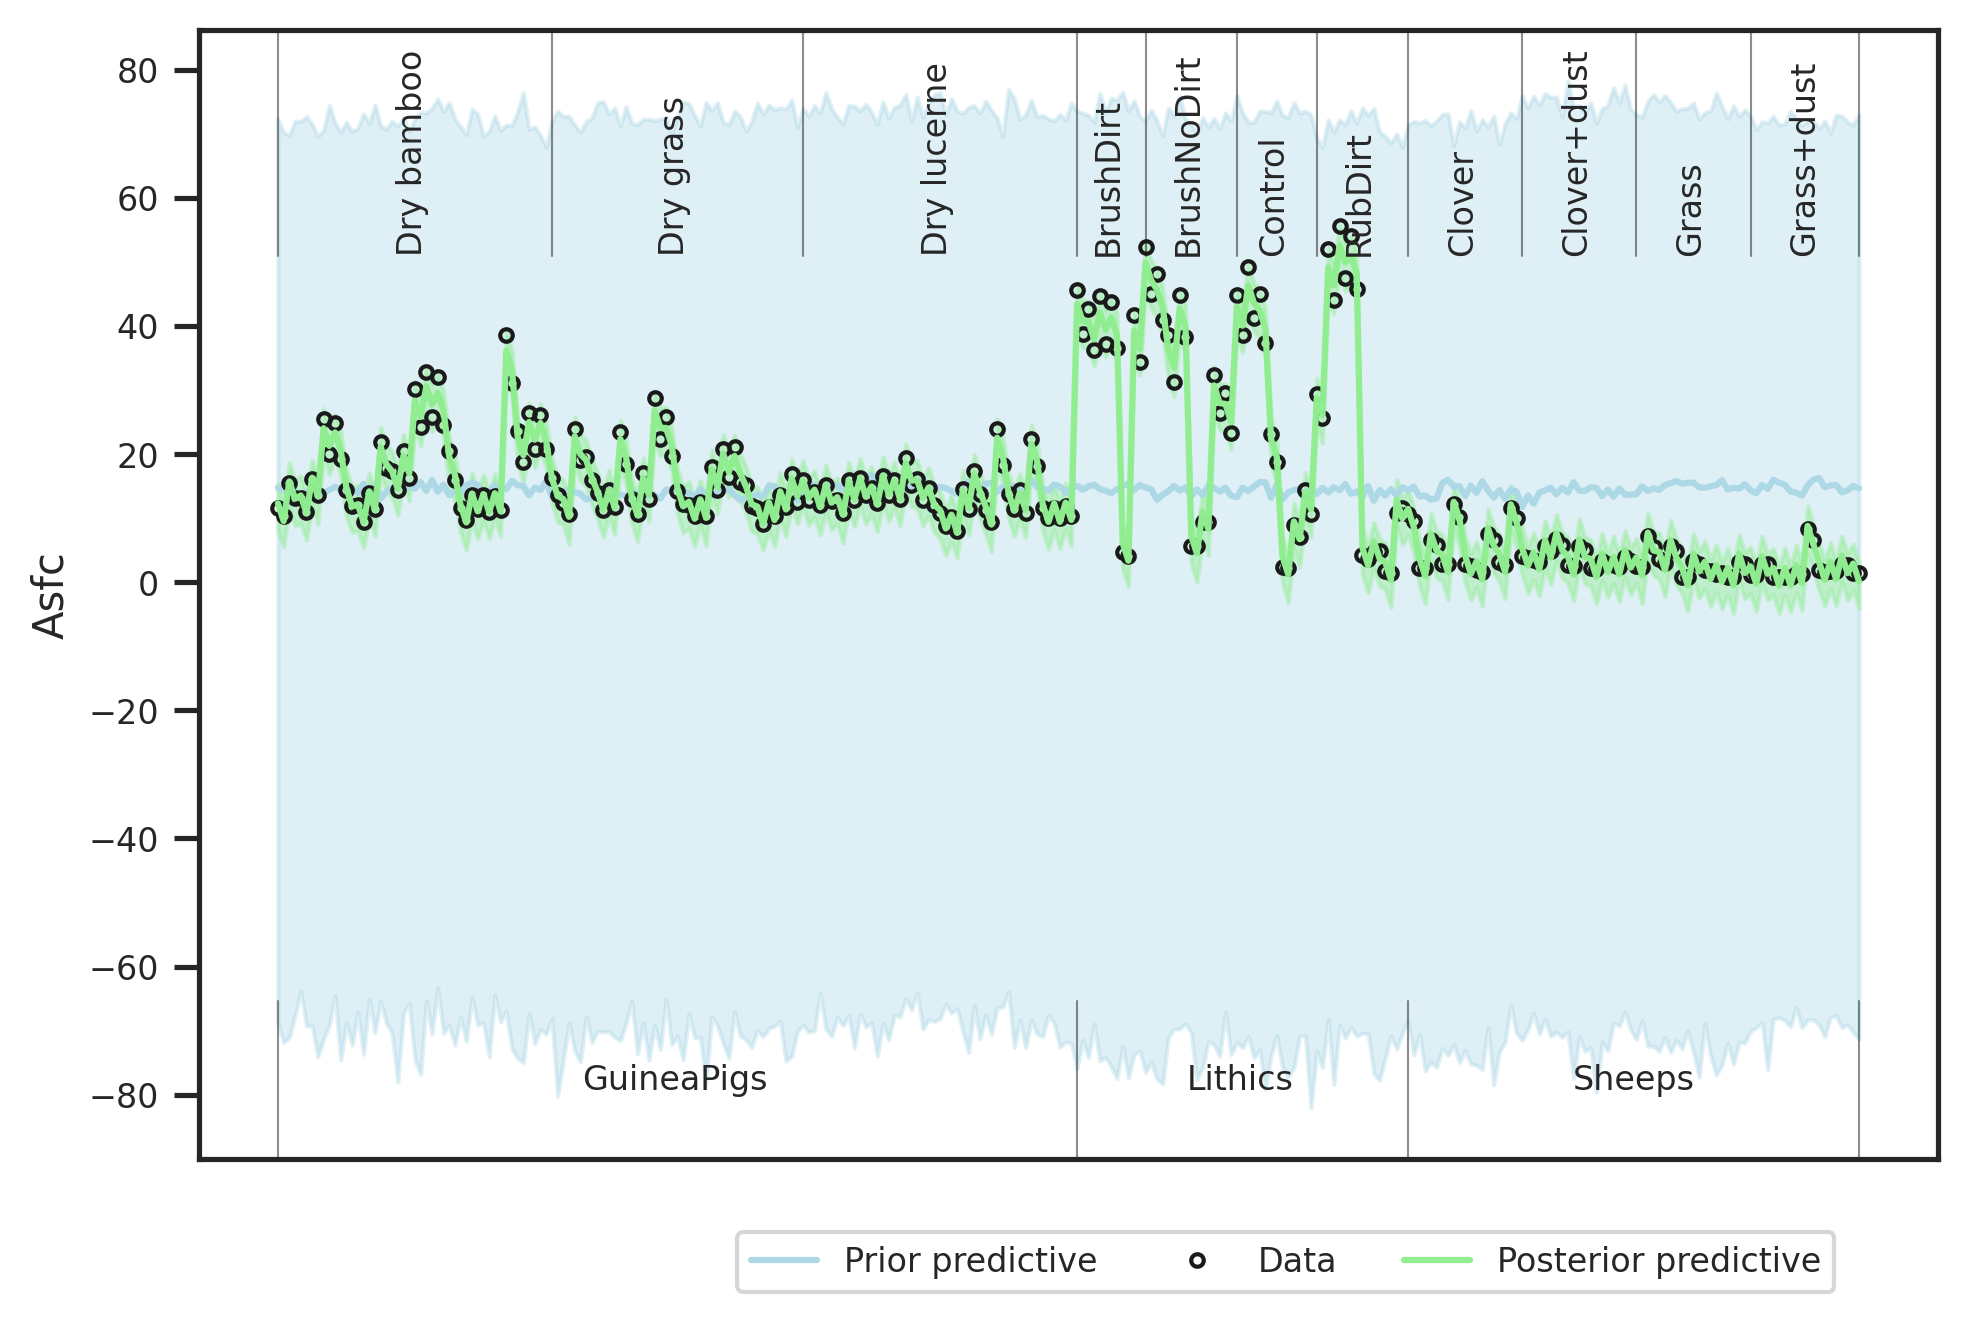 80
60
40
20
0
−20
−40
−60
−80
Asfc
Dry bamboo
Dry grass
Dry lucerne
BrushDirt
BrushNoDirt
Control
RubDirt
Clover
Clover+dust
Grass
Grass+dust
GuineaPigs
Lithics
Sheeps
Prior predictive
Data
Posterior predictive